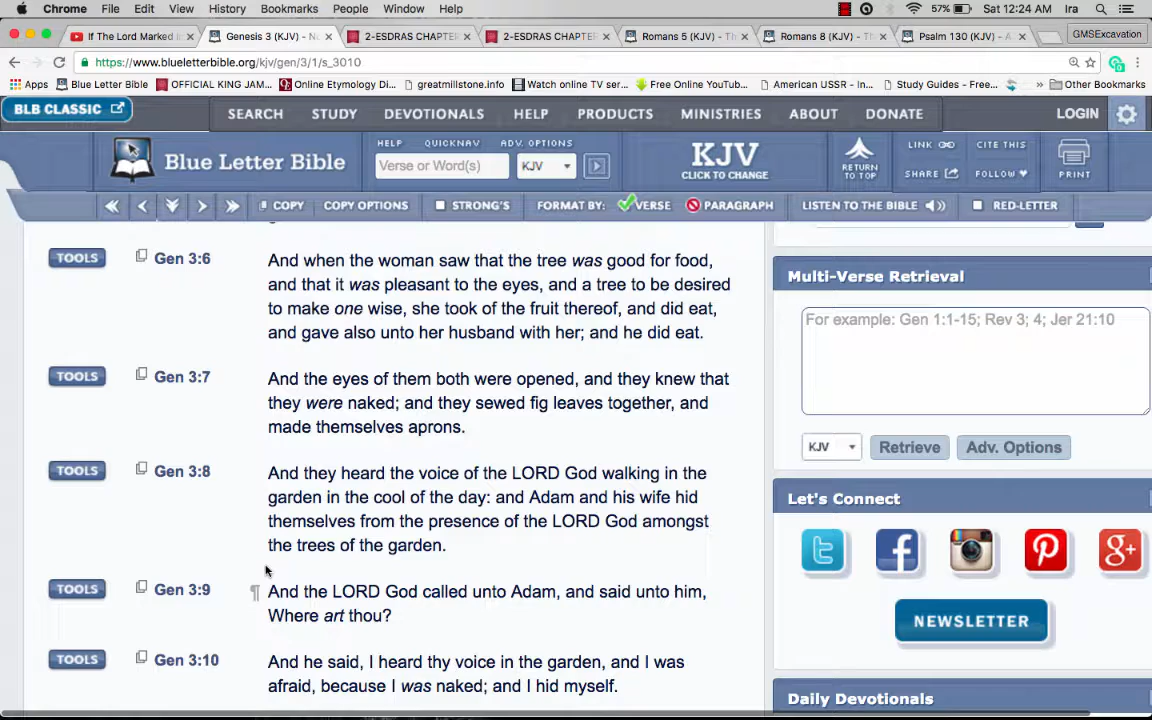 Chrome File Edit View History Bookmarks People Window Help 57% Sat 12:24 AM Ira
If The Lord Marked I Genesis 3 (KJV) - 2-ESDRAS CHAPTER 2-ESDRAS CHAPTE Romans 5 (KJV) - Th Romans 8 (KJV) - Th Psalm 130 (KJV) - GMSExcavation
https://www.blueletterbible.org/kjv/gen/3/1/s_3010
Apps Blue Letter Bible OFFICIAL KING JAM... Online Etymology Di... greatmillstone.info Watch online TV ser... Free Online YouTub... American USSR - In... Study Guides - Free... » Other Bookmarks
BLB CLASSIC SEARCH STUDY DEVOTIONALS HELP PRODUCTS MINISTRIES ABOUT DONATE LOGIN
HELP QUICKNAV ADV. OPTIONS
Blue Letter Bible Verse or Word(s) KJV
KJV
CLICK TO CHANGE
RETURN TO TOP
LINK CITE THIS
SHARE FOLLOW PRINT
COPY COPY OPTIONS STRONG'S FORMAT BY: VERSE PARAGRAPH LISTEN TO THE BIBLE RED-LETTER
TOOLS Gen 3:6 And when the woman saw that the tree was good for food,
and that it was pleasant to the eyes, and a tree to be desired
to make one wise, she took of the fruit thereof, and did eat,
and gave also unto her husband with her; and he did eat.
TOOLS Gen 3:7 And the eyes of them both were opened, and they knew that
they were naked; and they sewed fig leaves together, and
made themselves aprons.
TOOLS Gen 3:8 And they heard the voice of the LORD God walking in the
garden in the cool of the day: and Adam and his wife hid
themselves from the presence of the LORD God amongst
the trees of the garden.
TOOLS Gen 3:9 ¶ And the LORD God called unto Adam, and said unto him,
Where art thou?
TOOLS Gen 3:10 And he said, I heard thy voice in the garden, and I was
afraid, because I was naked; and I hid myself.
Multi-Verse Retrieval
For example: Gen 1:1-15; Rev 3; 4; Jer 21:10
KJV Retrieve Adv. Options
Let's Connect
NEWSLETTER
Daily Devotionals